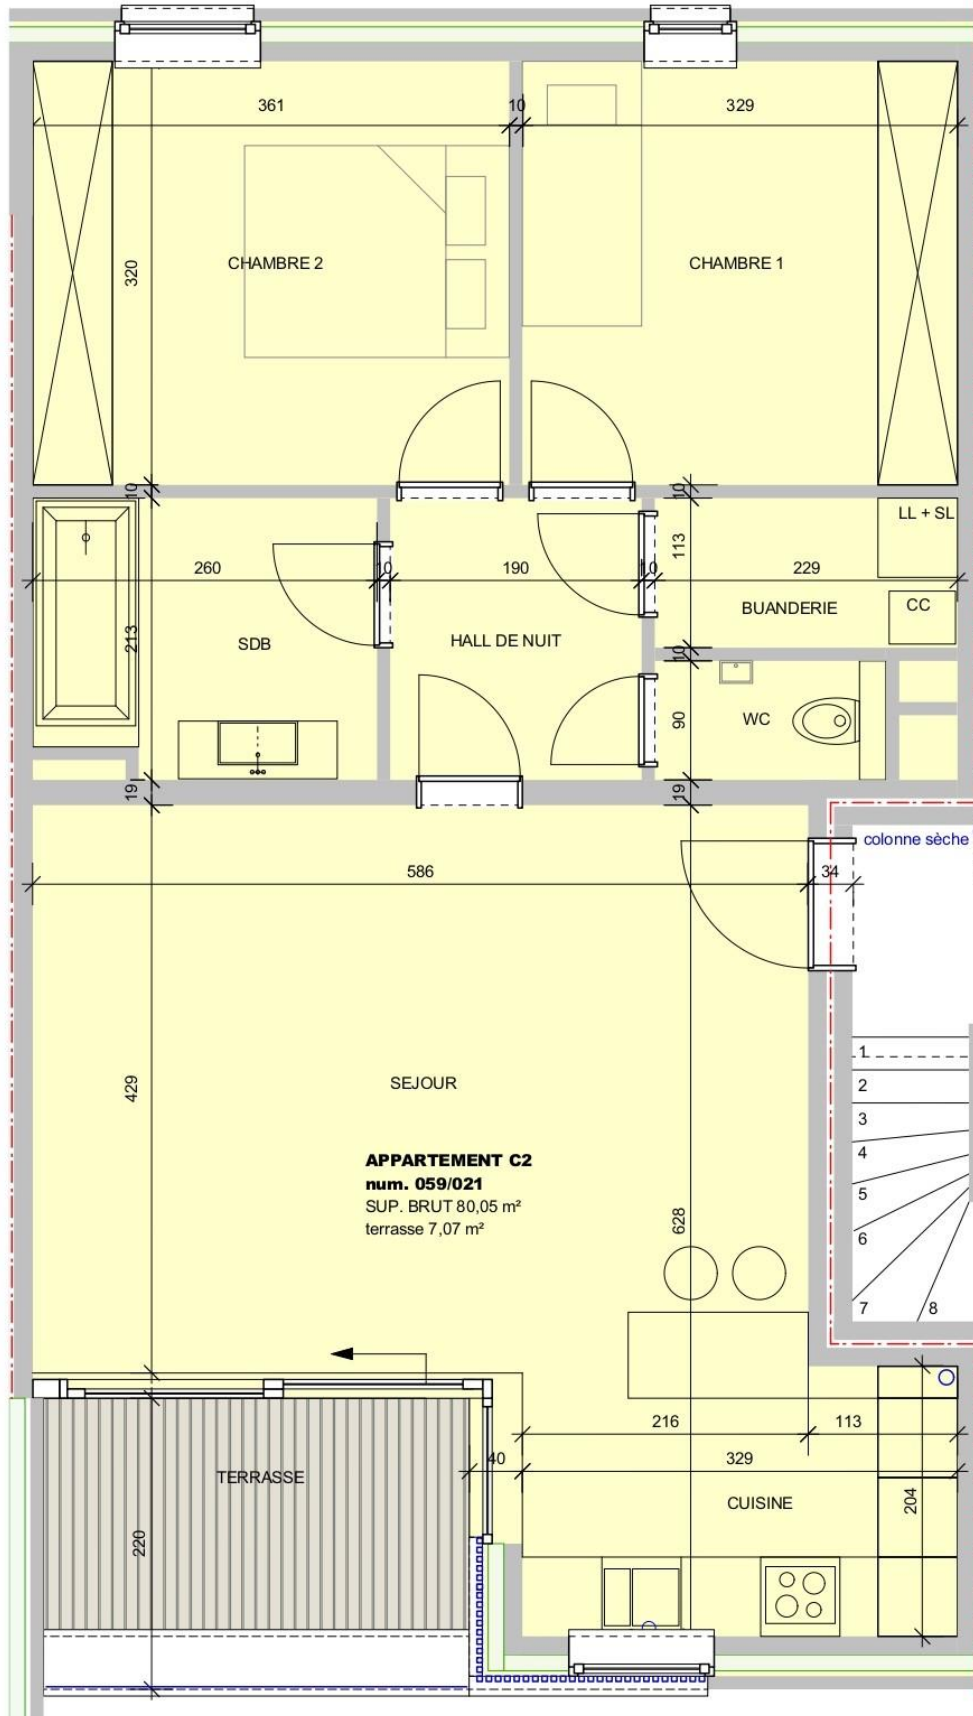 361
10
329
320
CHAMBRE 2
CHAMBRE 1
10
10
LL + SL
113
260
10
190
10
229
CC
BUANDERIE
213
SDB
HALL DE NUIT
10
90
WC
19
19
colonne sèche
586
34
1
2
3
4
5
6
7
8
429
SEJOUR
APPARTEMENT C2
num. 059/021
SUP. BRUT 80,05 m²
terrasse 7,07 m²
628
216
113
40
329
TERRASSE
CUISINE
204
220